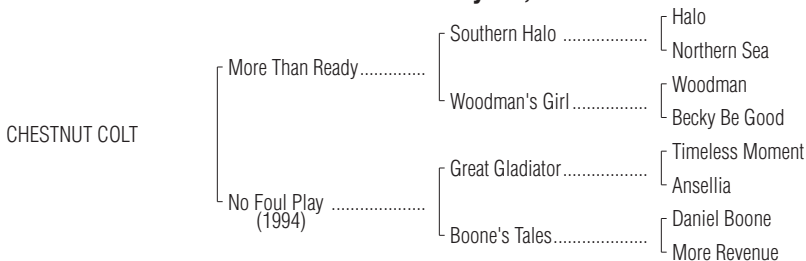 Halo
Southern Halo ..................
Northern Sea
More Than Ready..............
Woodman
Woodman's Girl................
Becky Be Good
CHESTNUT COLT
Timeless Moment
Great Gladiator..................
Ansellia
No Foul Play ....................
(1994)
Daniel Boone
Boone's Tales....................
More Revenue